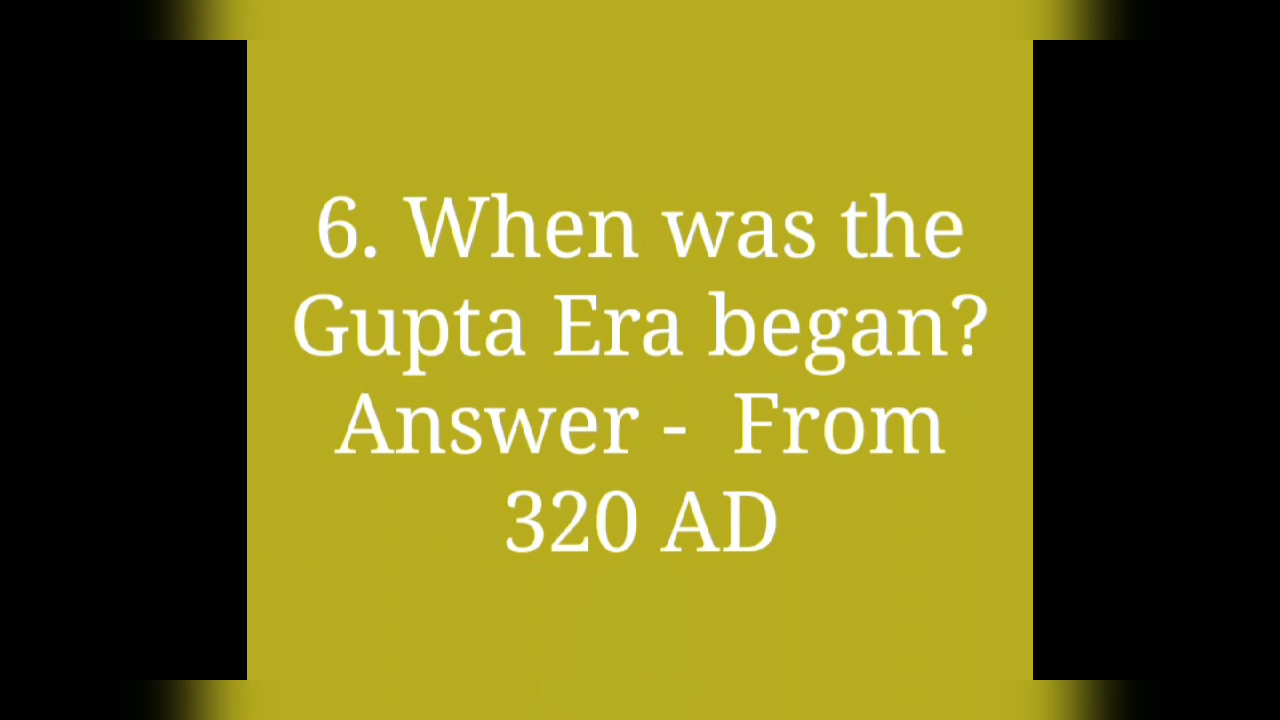 6. When was the
Gupta Era began?
Answer -  From
320 AD